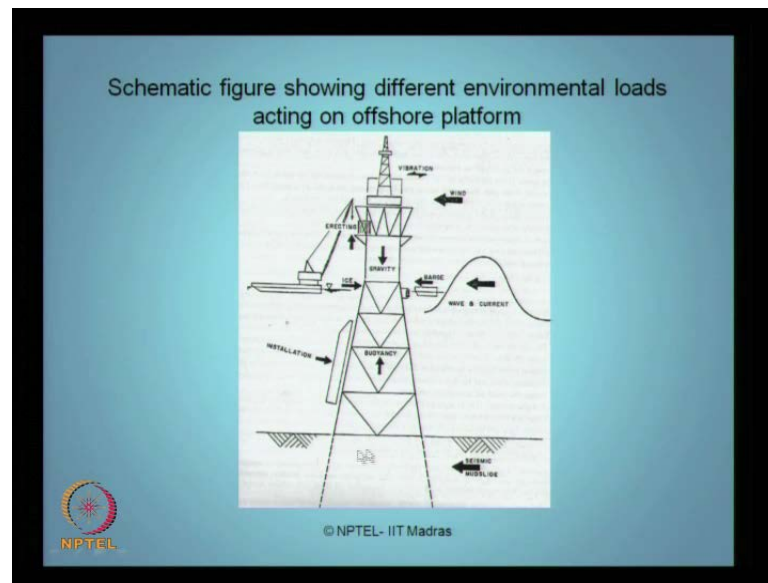 Schematic figure showing different environmental loads
acting on offshore platform
VIBRATION
WIND
ERECTING
GRAVITY
ICE
BARGE
WAVE & CURRENT
INSTALLATION
BUOYANCY
SEISMIC
MUDSLIDE
NPTEL
© NPTEL- IIT Madras